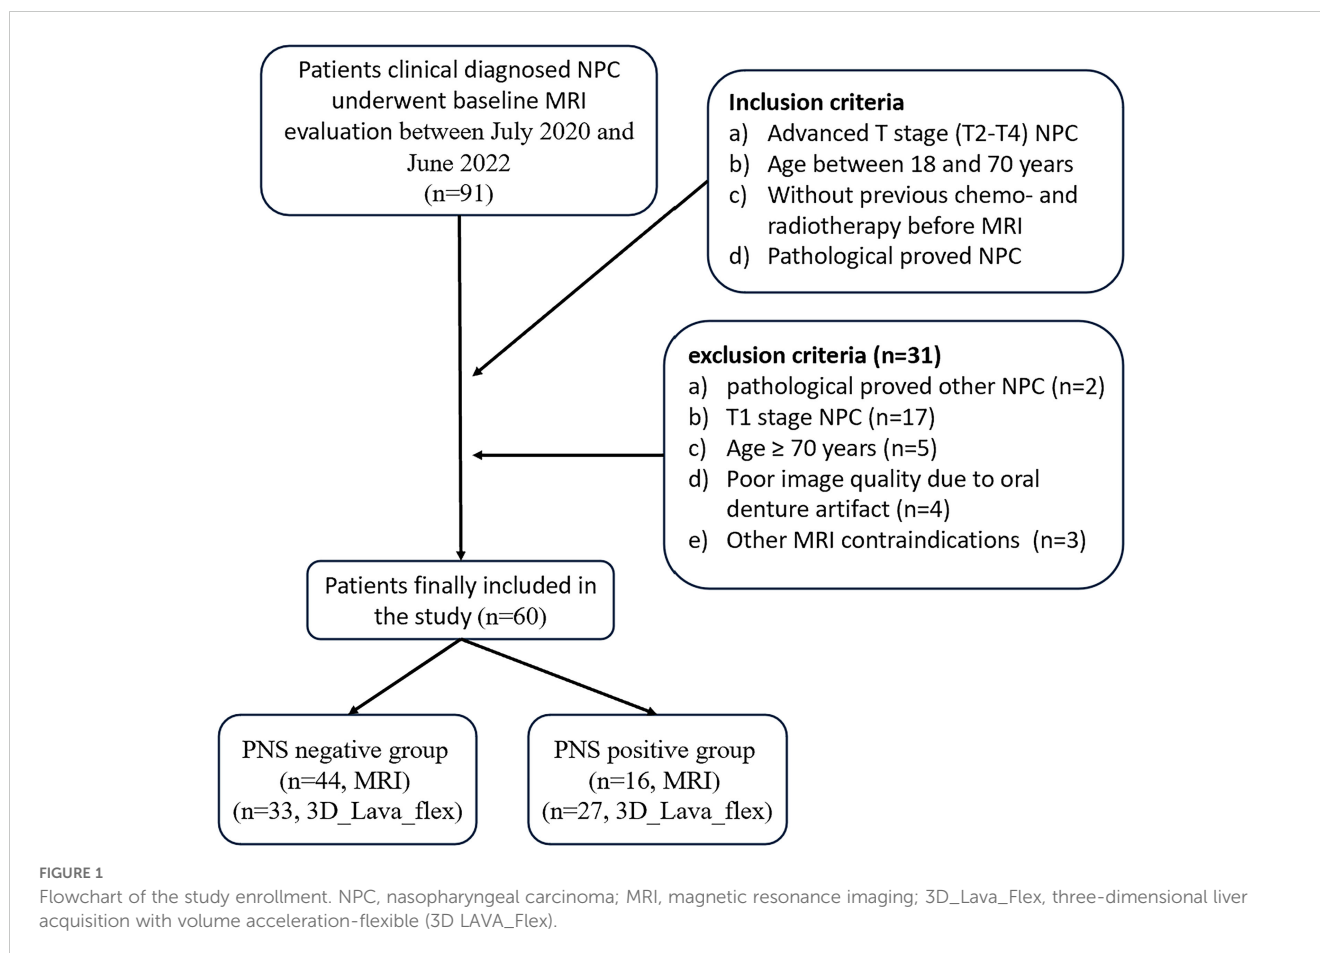 Patients clinical diagnosed NPC
underwent baseline MRI
evaluation between July 2020 and
June 2022
(n=91)
Inclusion criteria
a) Advanced T stage (T2-T4) NPC
b) Age between 18 and 70 years
c) Without previous chemo- and
radiotherapy before MRI
d) Pathological proved NPC
exclusion criteria (n=31)
a) pathological proved other NPC (n=2)
b) T1 stage NPC (n=17)
c) Age ≥ 70 years (n=5)
d) Poor image quality due to oral
denture artifact (n=4)
e) Other MRI contraindications (n=3)
Patients finally included in
the study (n=60)
PNS negative group
(n=44, MRI)
(n=33, 3D_Lava_flex)
PNS positive group
(n=16, MRI)
(n=27, 3D_Lava_flex)
FIGURE 1
Flowchart of the study enrollment. NPC, nasopharyngeal carcinoma; MRI, magnetic resonance imaging; 3D_Lava_Flex, three-dimensional liver
acquisition with volume acceleration-flexible (3D LAVA_Flex).